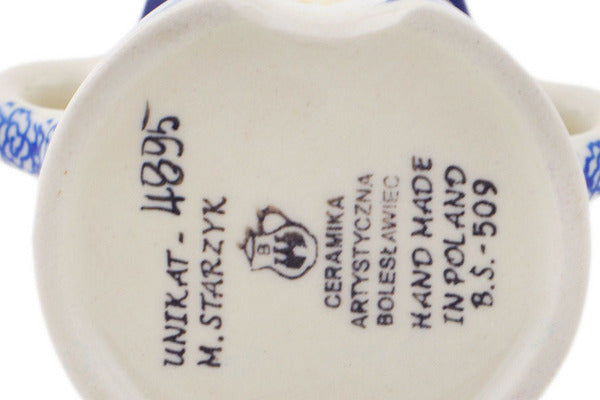 UNIKAT - 4895
M. STARZYK
B
CERAMIKA
ARTYSTYCZNA
BOLESŁAWIEC
HAND MADE
IN POLAND
B.Ś.-509